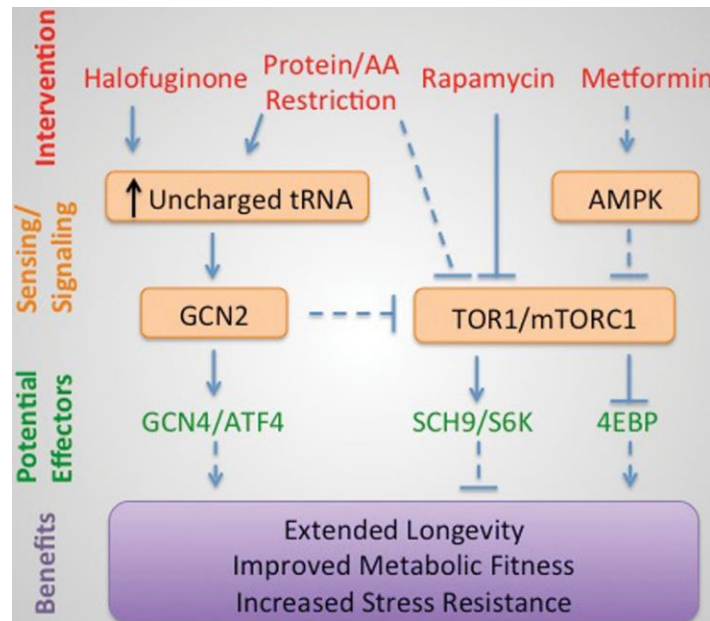 Intervention
Halofuginone
Protein/AA
Restriction
Rapamycin
Metformin
Sensing/
Signaling
Uncharged tRNA
AMPK
GCN2
TOR1/mTORC1
Potential
Effectors
GCN4/ATF4
SCH9/S6K
4EBP
Benefits
Extended Longevity
Improved Metabolic Fitness
Increased Stress Resistance